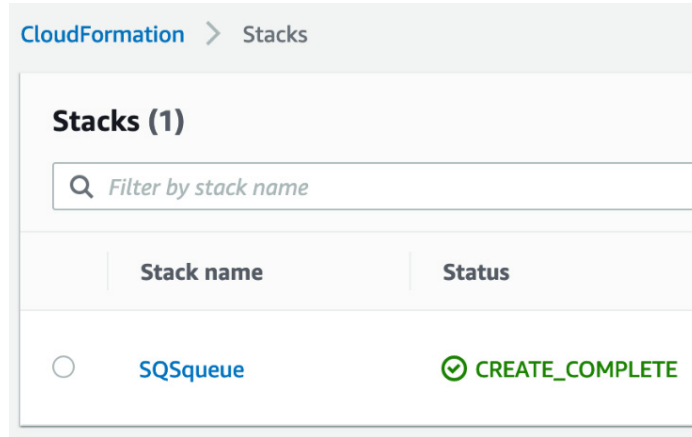 CloudFormation > Stacks
Stacks (1)
Filter by stack name
Stack name Status
SQSqueue CREATE_COMPLETE